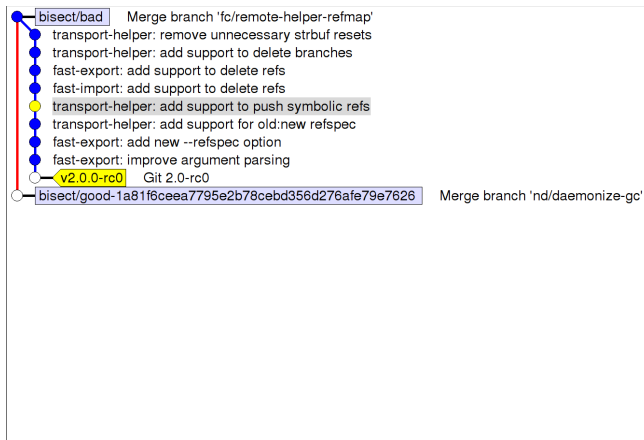 bisect/bad Merge branch 'fc/remote-helper-refmap'
transport-helper: remove unnecessary strbuf resets
transport-helper: add support to delete branches
fast-export: add support to delete refs
fast-import: add support to delete refs
transport-helper: add support to push symbolic refs
transport-helper: add support for old:new refspec
fast-export: add new --refspec option
fast-export: improve argument parsing
v2.0.0-rc0 Git 2.0-rc0
bisect/good-1a81f6ceea7795e2b78cebd356d276afe79e7626 Merge branch 'nd/daemonize-gc'